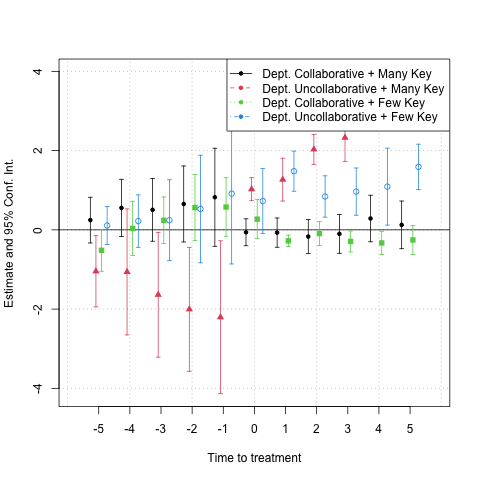 Dept. Collaborative + Many Key
Dept. Uncollaborative + Many Key
Dept. Collaborative + Few Key
Dept. Uncollaborative + Few Key
Estimate and 95% Conf. Int.
4
2
0
-2
-4
-5 -4 -3 -2 -1 0 1 2 3 4 5
Time to treatment